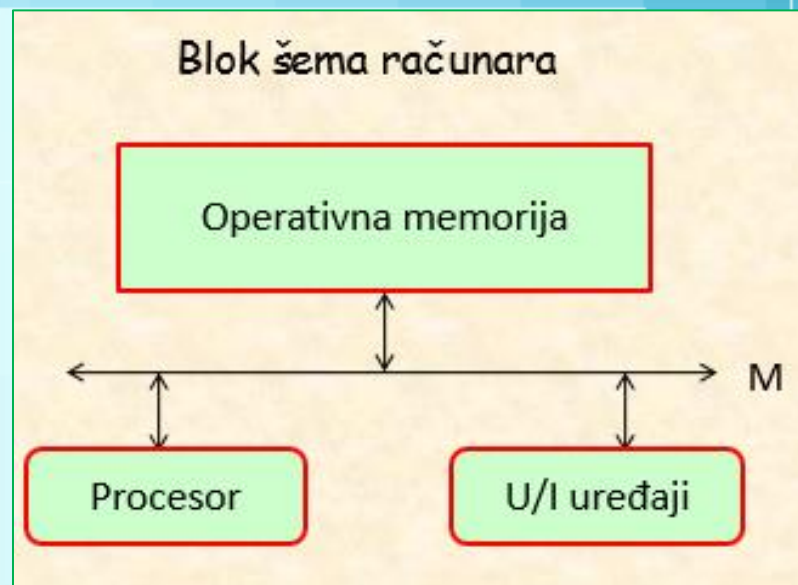 Blok šema računara
Operativna memorija
M
Procesor
U/I uređaji